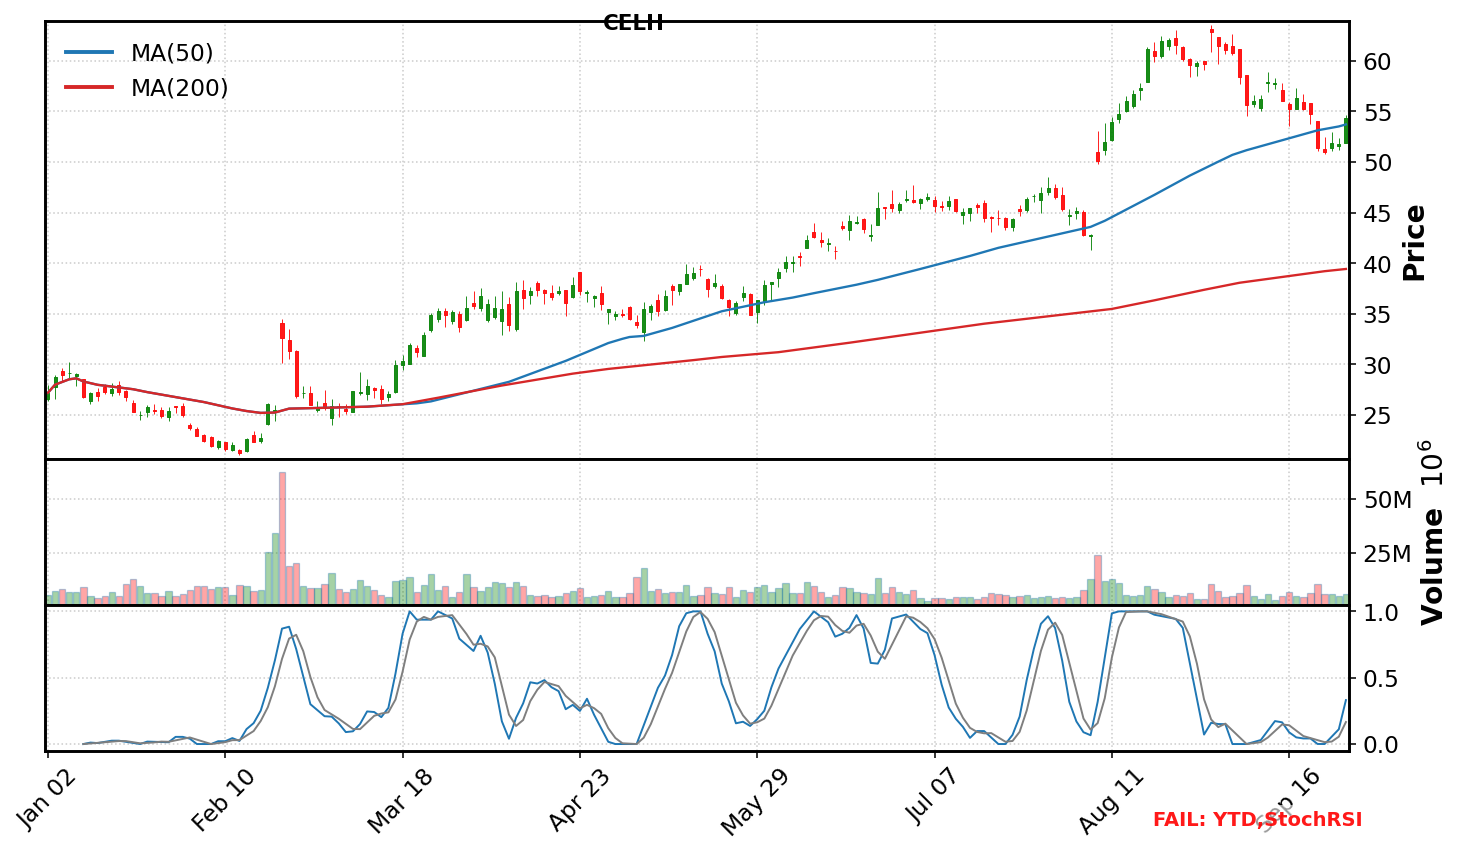 CELH
MA(50)
MA(200)
60
55
50
45
40
35
30
25
Price
10⁶
50M
25M
Volume
1.0
0.5
0.0
Jan 02
Feb 10
Mar 18
Apr 23
May 29
Jul 07
Aug 11
Sep 16
FAIL: YTD,StochRSI